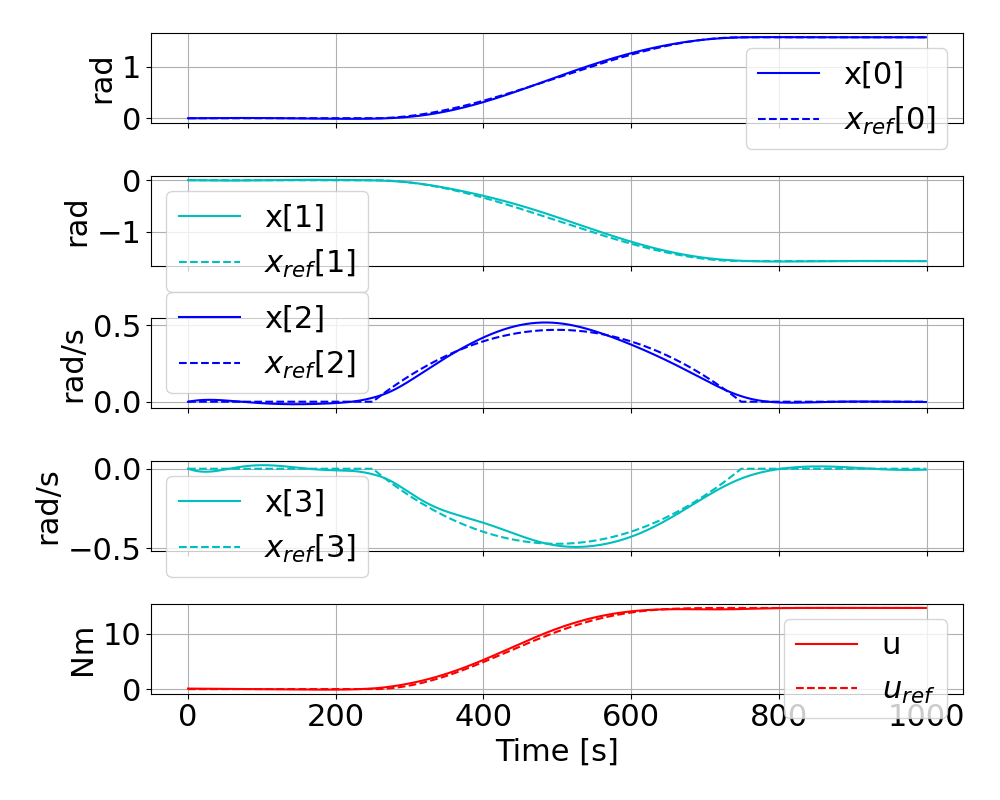 rad
1
0
x[0]
x_ref[0]
rad
0
−1
x[1]
x_ref[1]
rad/s
0.5
0.0
x[2]
x_ref[2]
rad/s
0.0
−0.5
x[3]
x_ref[3]
Nm
10
0
u
u_ref
0 200 400 600 800 1000
Time [s]